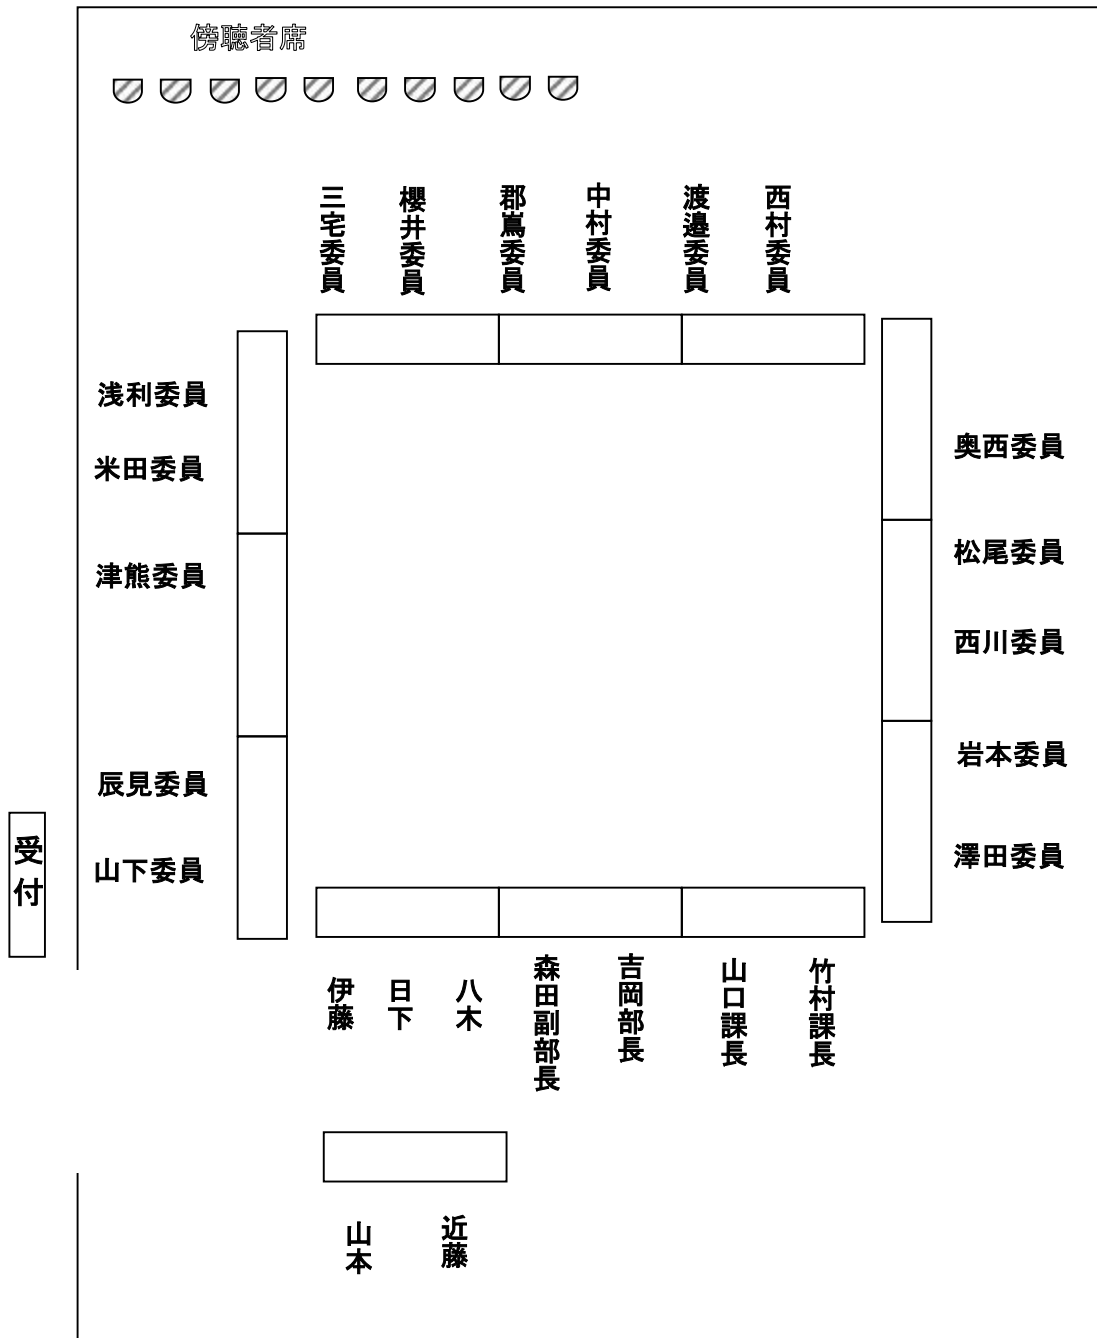 傍聴者席
三宅委員
櫻井委員
郡嶌委員
中村委員
渡邉委員
西村委員
浅利委員
米田委員
津熊委員
辰見委員
山下委員
奥西委員
松尾委員
西川委員
岩本委員
澤田委員
受付
伊藤
日下
八木
森田副部長
吉岡部長
山口課長
竹村課長
山本
近藤